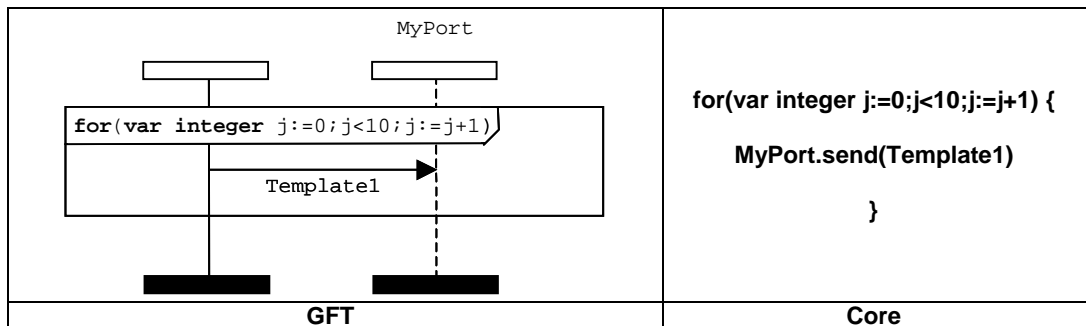 MyPort
for(var integer j:=0;j<10;j:=j+1)
Template1
for(var integer j:=0;j<10;j:=j+1) {
MyPort.send(Template1)
}
GFT
Core